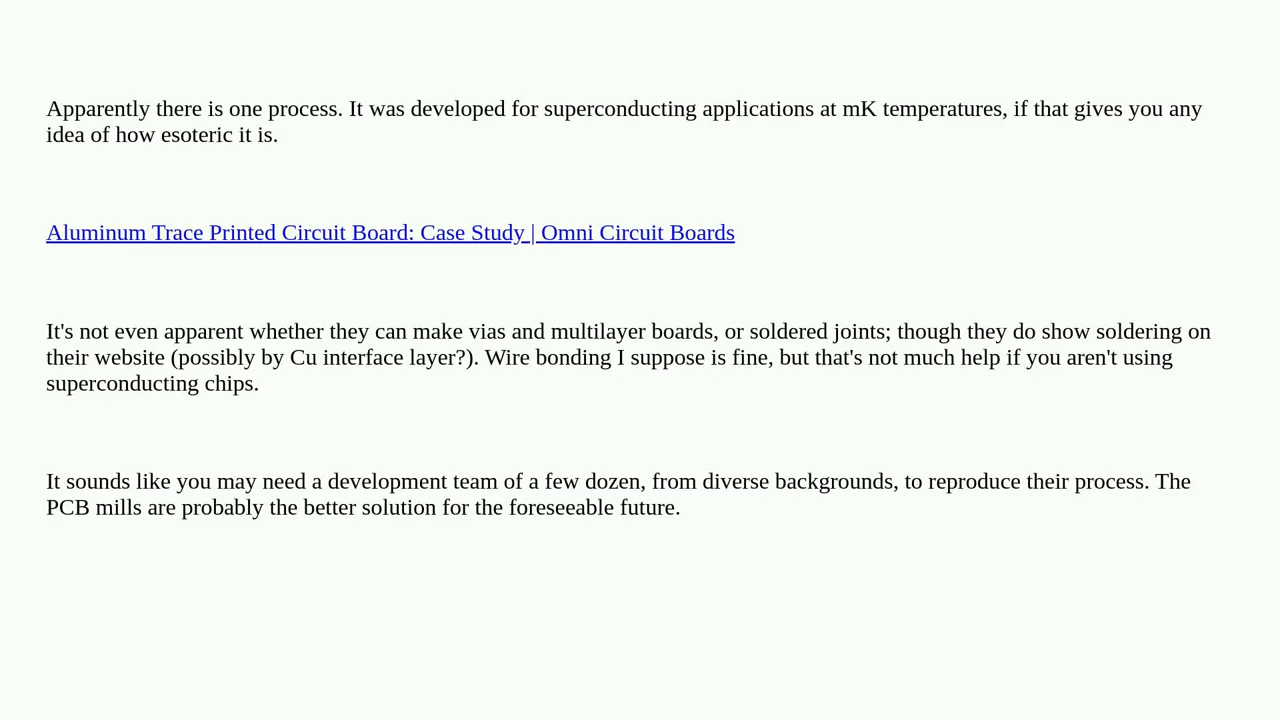 Apparently there is one process. It was developed for superconducting applications at mK temperatures, if that gives you any
idea of how esoteric it is.
Aluminum Trace Printed Circuit Board: Case Study | Omni Circuit Boards
It's not even apparent whether they can make vias and multilayer boards, or soldered joints; though they do show soldering on
their website (possibly by Cu interface layer?). Wire bonding I suppose is fine, but that's not much help if you aren't using
superconducting chips.
It sounds like you may need a development team of a few dozen, from diverse backgrounds, to reproduce their process. The
PCB mills are probably the better solution for the foreseeable future.